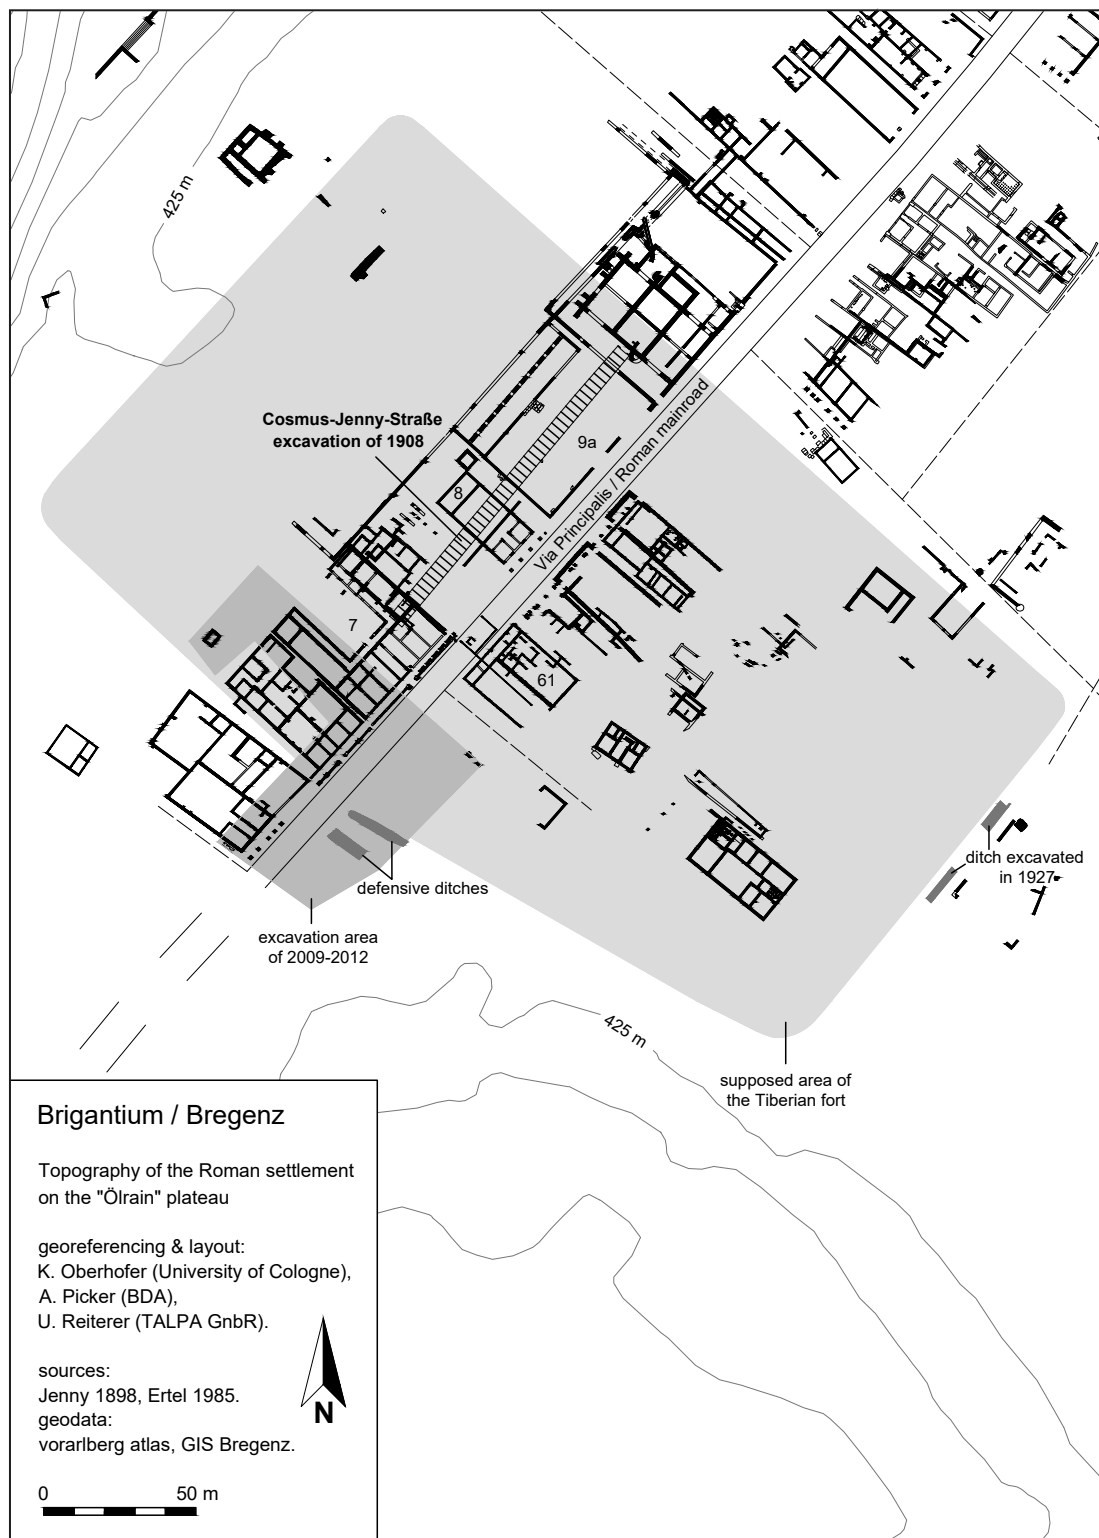 425 m
Cosmus-Jenny-Straße
excavation of 1908
9a
8
Via Principalis / Roman mainroad
7
61
defensive ditches
ditch excavated
in 1927
excavation area
of 2009-2012
425 m
supposed area of
the Tiberian fort
Brigantium / Bregenz
Topography of the Roman settlement
on the "Ölrain" plateau
georeferencing & layout:
K. Oberhofer (University of Cologne),
A. Picker (BDA),
U. Reiterer (TALPA GnbR).
sources:
Jenny 1898, Ertel 1985.
geodata:
vorarlberg atlas, GIS Bregenz.
N
0 50 m